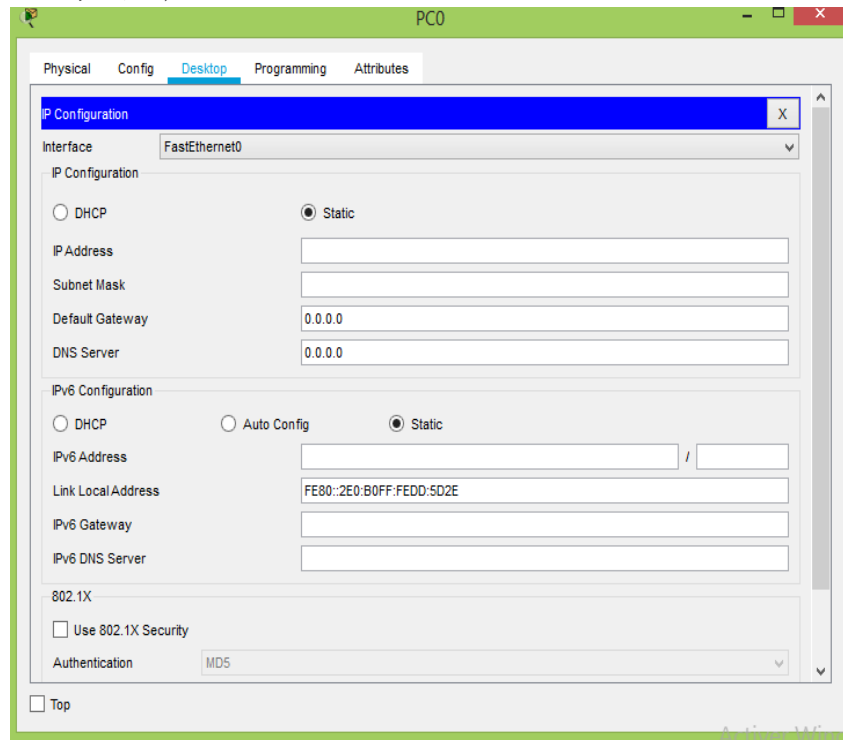 PC0
Physical Config Desktop Programming Attributes
IP Configuration X
Interface FastEthernet0
IP Configuration
DHCP Static
IP Address
Subnet Mask
Default Gateway 0.0.0.0
DNS Server 0.0.0.0
IPv6 Configuration
DHCP Auto Config Static
IPv6 Address /
Link Local Address FE80::2E0:B0FF:FEDD:5D2E
IPv6 Gateway
IPv6 DNS Server
802.1X
Use 802.1X Security
Authentication MD5
Top